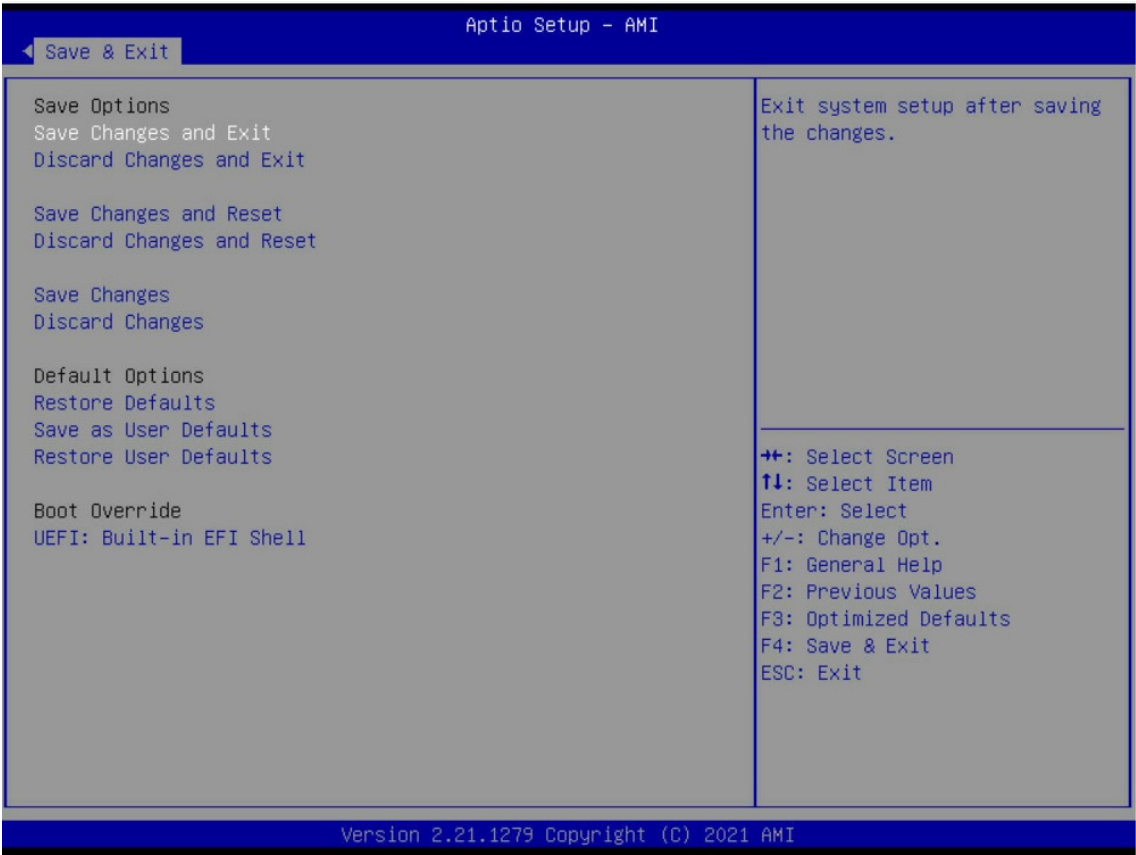 Aptio Setup – AMI
Save & Exit
Save Options
Save Changes and Exit
Discard Changes and Exit
Save Changes and Reset
Discard Changes and Reset
Save Changes
Discard Changes
Default Options
Restore Defaults
Save as User Defaults
Restore User Defaults
Boot Override
UEFI: Built-in EFI Shell
Exit system setup after saving
the changes.
→←: Select Screen
↑↓: Select Item
Enter: Select
+/-: Change Opt.
F1: General Help
F2: Previous Values
F3: Optimized Defaults
F4: Save & Exit
ESC: Exit
Version 2.21.1279 Copyright (C) 2021 AMI